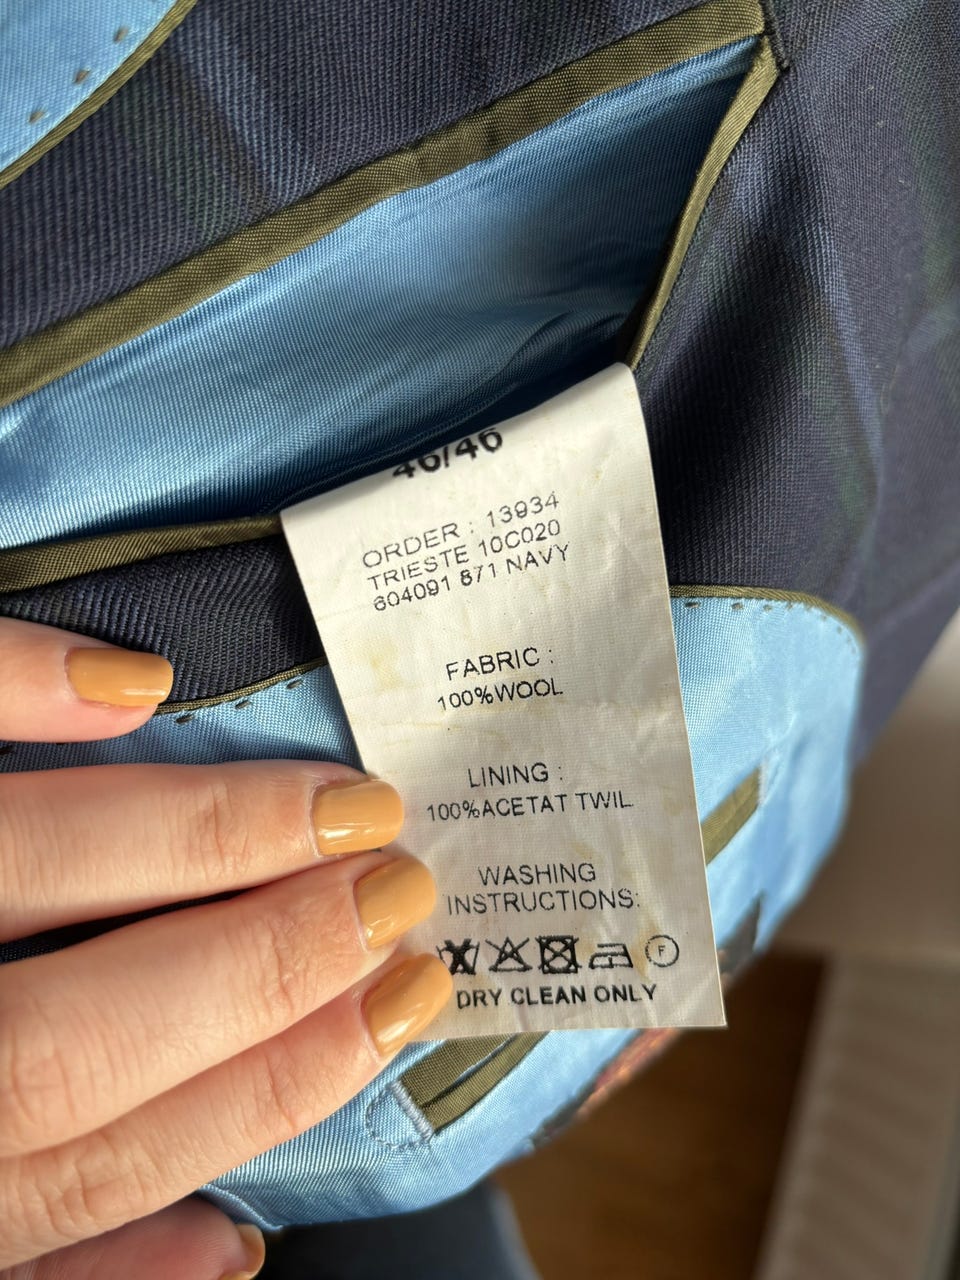 46/46
ORDER : 13934
TRIESTE 10C020
604091 871 NAVY
FABRIC :
100%WOOL
LINING :
100%ACETAT TWIL
WASHING
INSTRUCTIONS:
F
DRY CLEAN ONLY